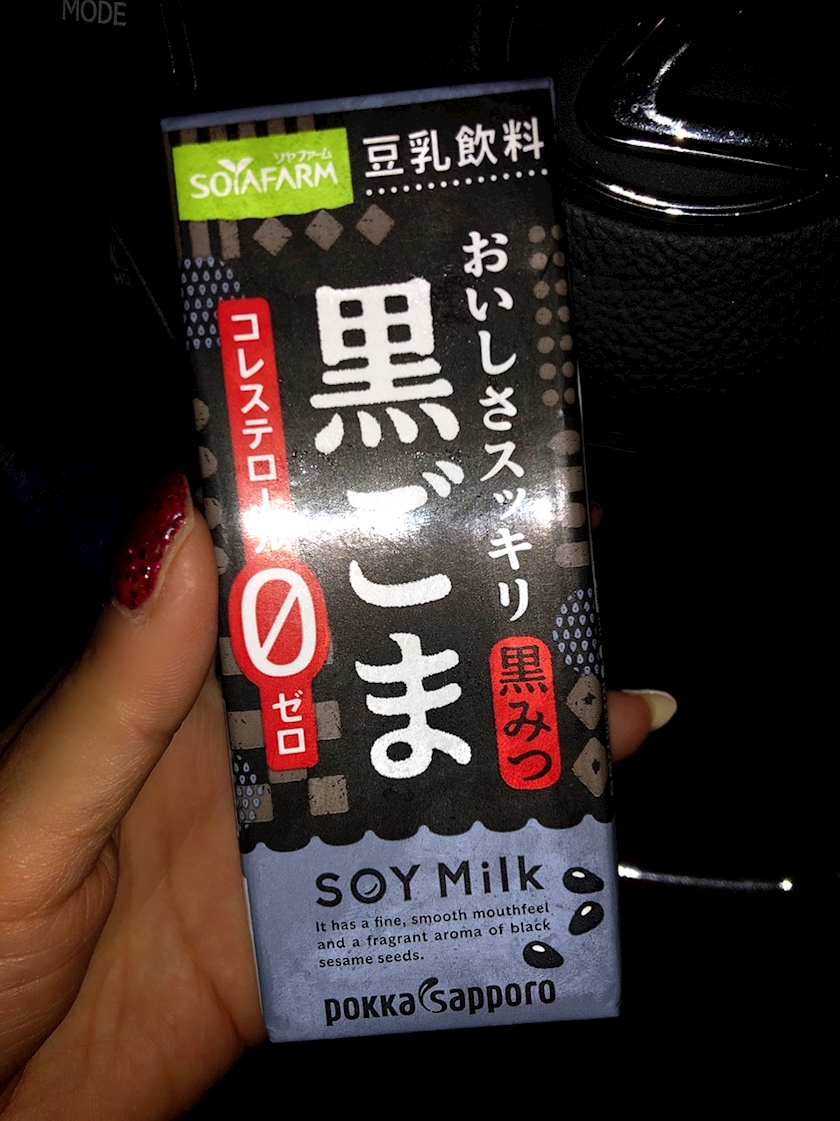 MODE
ソヤファーム
SOYAFARM
豆乳飲料
おいしさスッキリ
黒みつ
黒ごま
コレステロール
0
ゼロ
SOY Milk
It has a fine, smooth mouthfeel
and a fragrant aroma of black
sesame seeds.
pokka sapporo